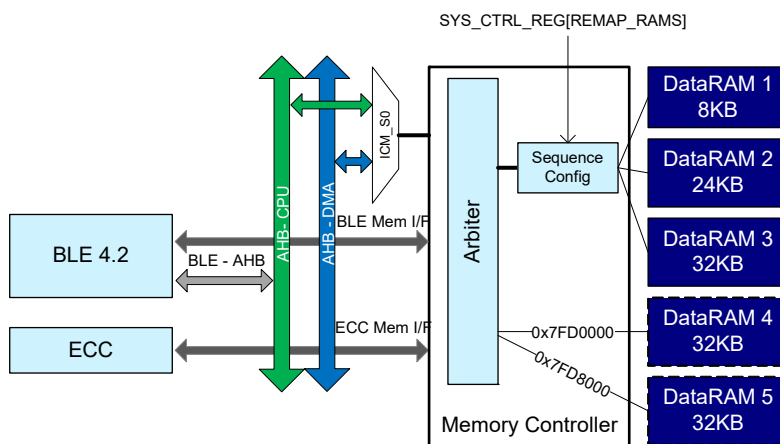 SYS_CTRL_REG[REMAP_RAMS]
DataRAM 1
8KB
ICM_S0
Sequence
Config
DataRAM 2
24KB
AHB- CPU
AHB - DMA
BLE Mem I/F
Arbiter
DataRAM 3
32KB
BLE 4.2
BLE - AHB
ECC Mem I/F
0x7FD0000
DataRAM 4
32KB
ECC
0x7FD8000
DataRAM 5
32KB
Memory Controller